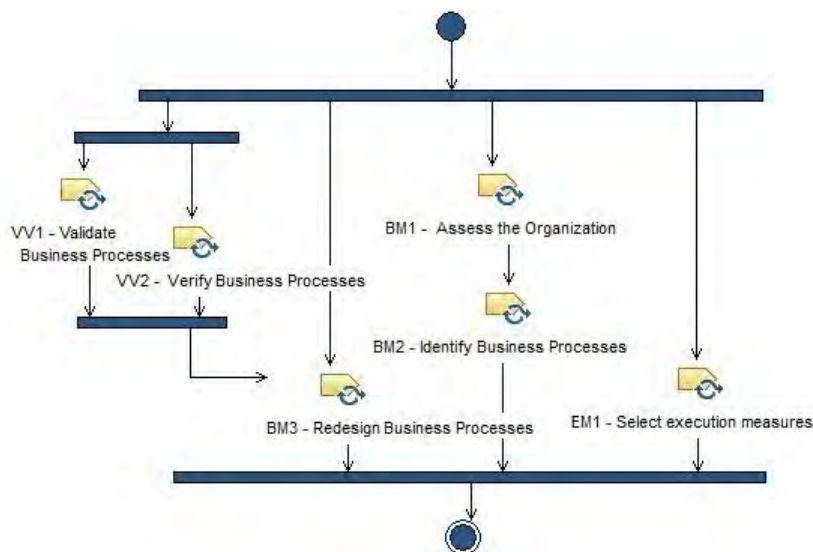 VV1 - Validate
Business Processes
VV2 - Verify Business Processes
BM1 - Assess the Organization
BM2 - Identify Business Processes
BM3 - Redesign Business Processes
EM1 - Select execution measures